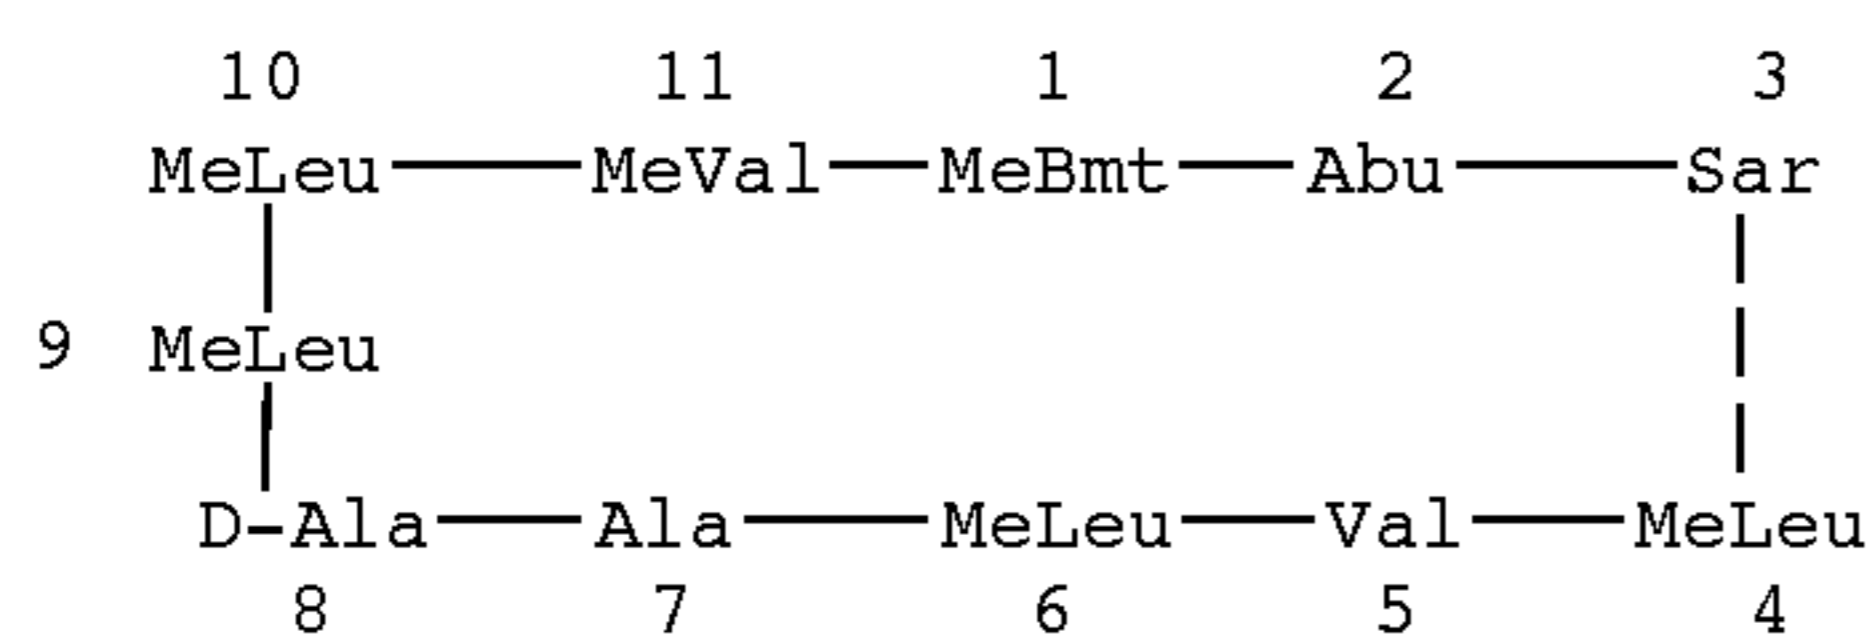 10 11 1 2 3
MeLeu MeVal MeBmt Abu Sar
9 MeLeu
D-Ala Ala MeLeu Val MeLeu
8 7 6 5 4